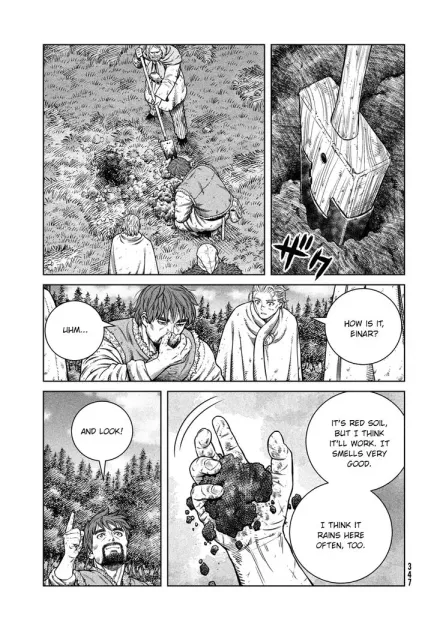 ザク
UHM...
HOW IS IT,
EINAR?
AND LOOK!
IT'S RED SOIL,
BUT I THINK
IT'LL WORK. IT
SMELLS VERY
GOOD.
I THINK IT
RAINS HERE
OFTEN, TOO.
347